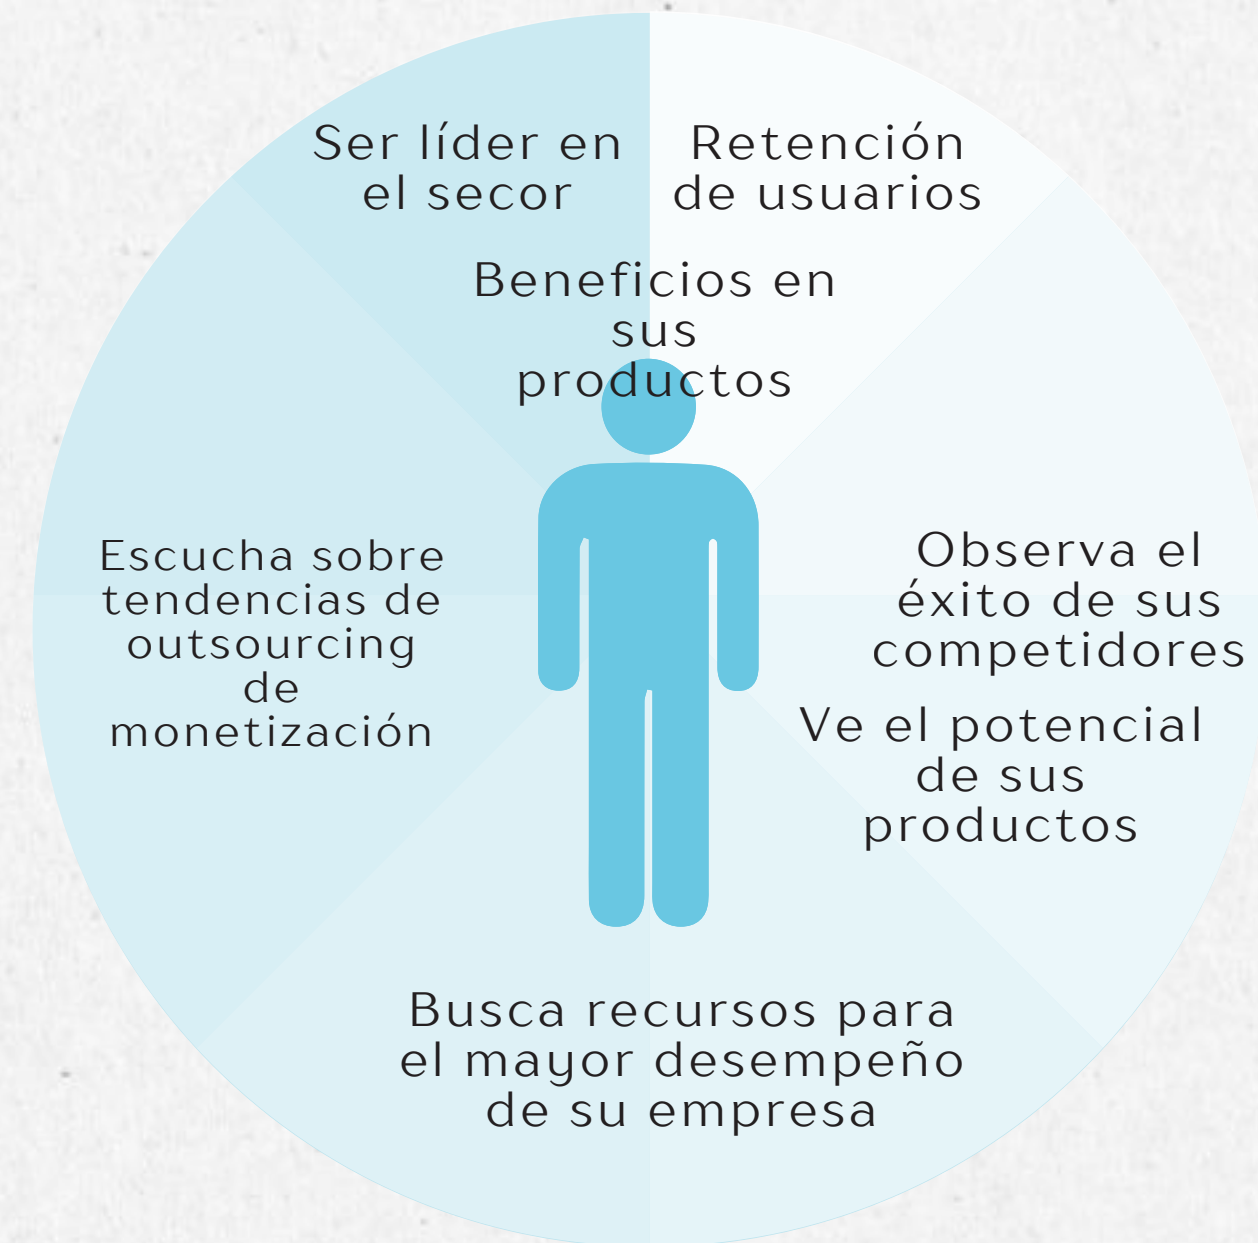 Ser líder en
el secor
Retención
de usuarios
Beneficios en
sus
productos
Escucha sobre
tendencias de
outsourcing
de
monetización
Observa el
éxito de sus
competidores
Ve el potencial
de sus
productos
Busca recursos para
el mayor desempeño
de su empresa